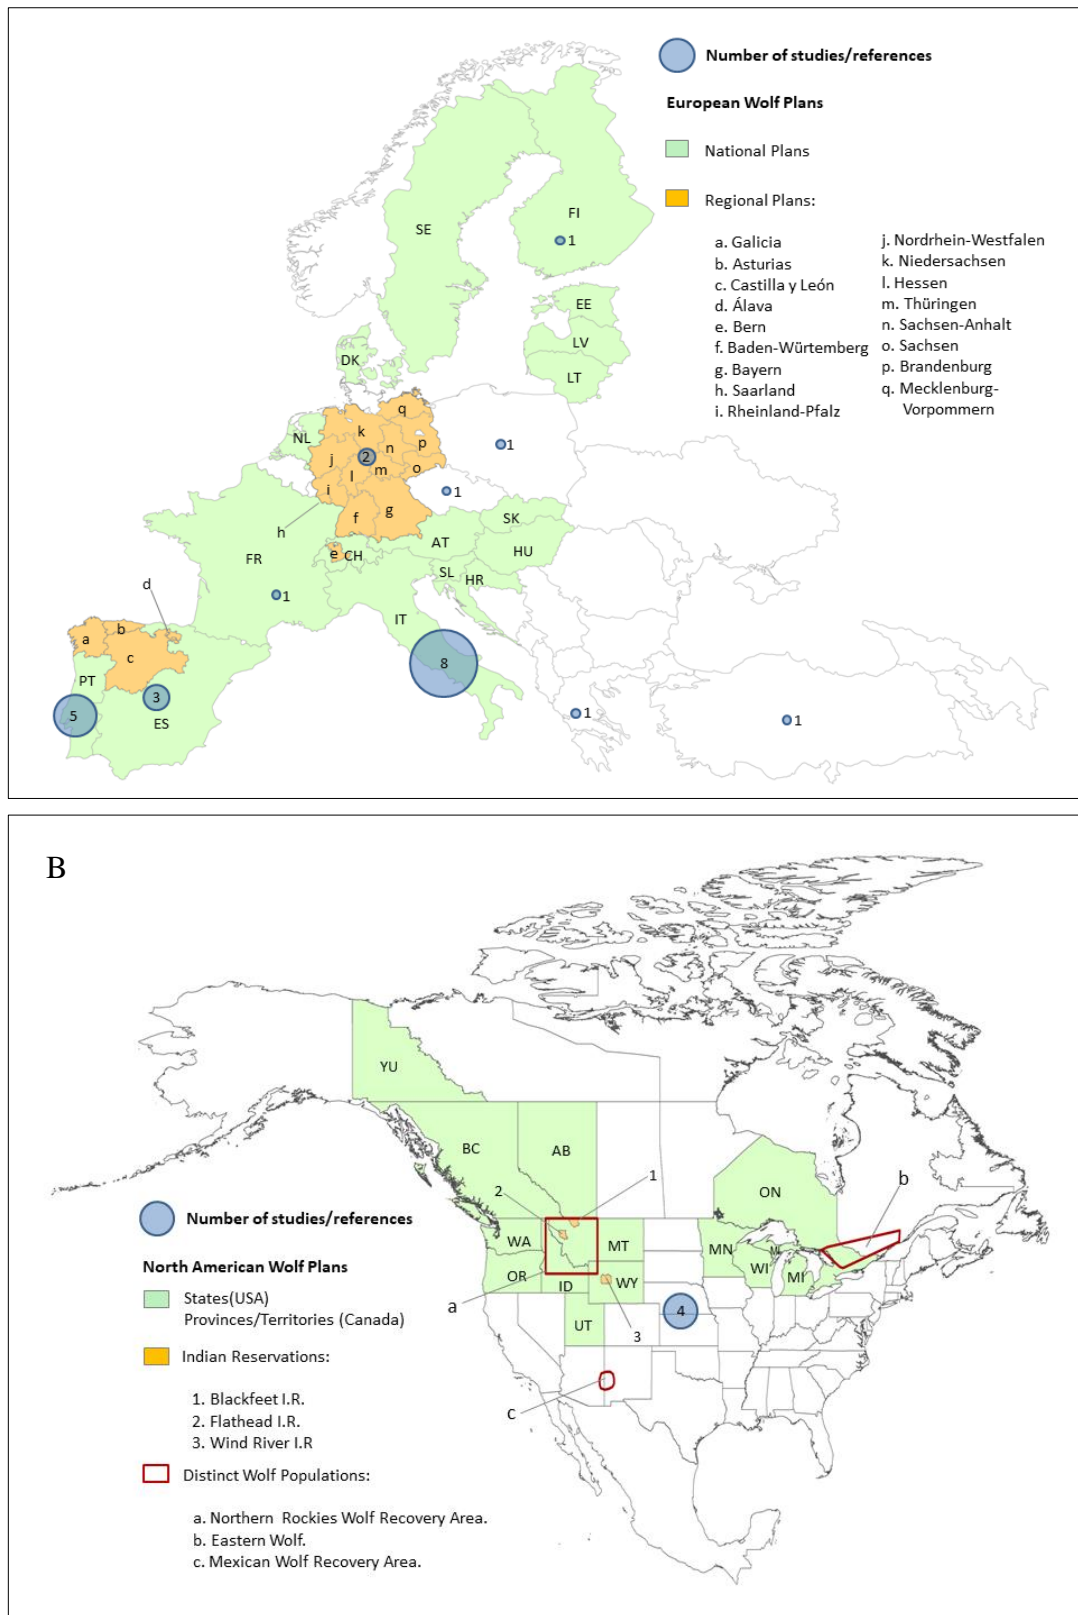 Number of studies/references
European Wolf Plans
National Plans
Regional Plans:
a. Galicia
b. Asturias
c. Castilla y León
d. Álava
e. Bern
f. Baden-Würtemberg
g. Bayern
h. Saarland
i. Rheinland-Pfalz
j. Nordrhein-Westfalen
k. Niedersachsen
l. Hessen
m. Thüringen
n. Sachsen-Anhalt
o. Sachsen
p. Brandenburg
q. Mecklenburg-
Vorpommern
SE
FI
1
EE
LV
LT
DK
NL
q
k
n
p
j
2
l
m
o
i
h
f
g
1
1
SK
AT
HU
e
CH
FR
SL
HR
d
1
IT
b
a
c
8
PT
3
5
ES
1
1
B
YU
BC
AB
1
2
ON
b
WA
MT
MN
WI
MI
MI
OR
ID
WY
a
4
UT
3
c
Number of studies/references
North American Wolf Plans
States(USA)
Provinces/Territories (Canada)
Indian Reservations:
1. Blackfeet I.R.
2. Flathead I.R.
3. Wind River I.R
Distinct Wolf Populations:
a. Northern Rockies Wolf Recovery Area.
b. Eastern Wolf.
c. Mexican Wolf Recovery Area.